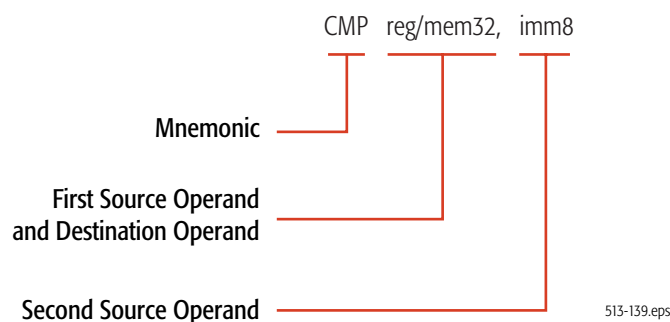 CMP reg/mem32, imm8
Mnemonic
First Source Operand
and Destination Operand
Second Source Operand
513-139.eps